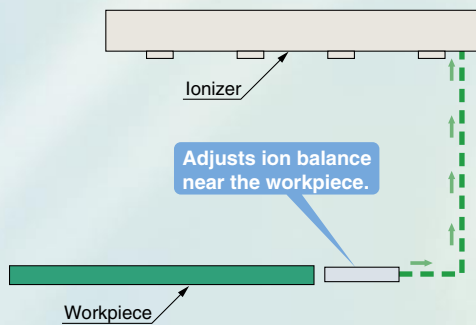 Ionizer
Adjusts ion balance
near the workpiece.
Workpiece